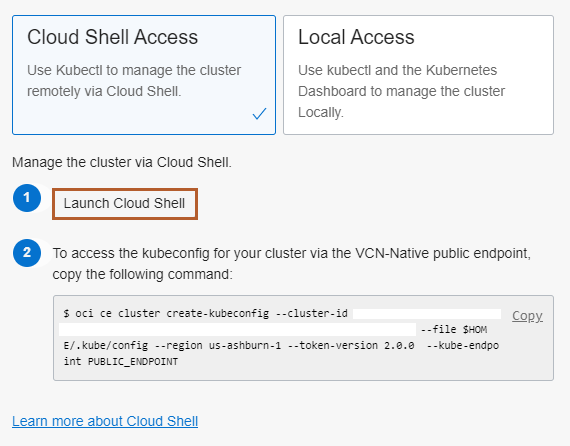 Cloud Shell Access
Use Kubectl to manage the cluster
remotely via Cloud Shell.
Local Access
Use kubectl and the Kubernetes
Dashboard to manage the cluster
Locally.
Manage the cluster via Cloud Shell.
1
Launch Cloud Shell
2
To access the kubeconfig for your cluster via the VCN-Native public endpoint,
copy the following command:
$ oci ce cluster create-kubeconfig --cluster-id
Copy
--file $HOM
E/.kube/config --region us-ashburn-1 --token-version 2.0.0 --kube-endpo
int PUBLIC_ENDPOINT
Learn more about Cloud Shell